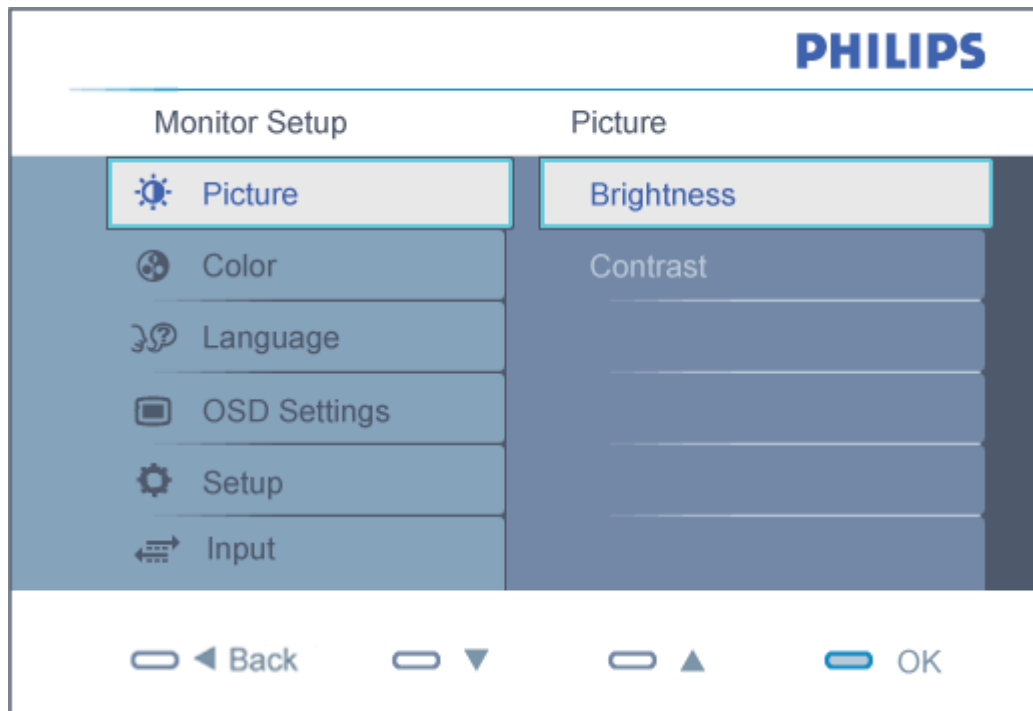 PHILIPS
Monitor Setup Picture
Picture Brightness
Color Contrast
Language
OSD Settings
Setup
Input
Back OK